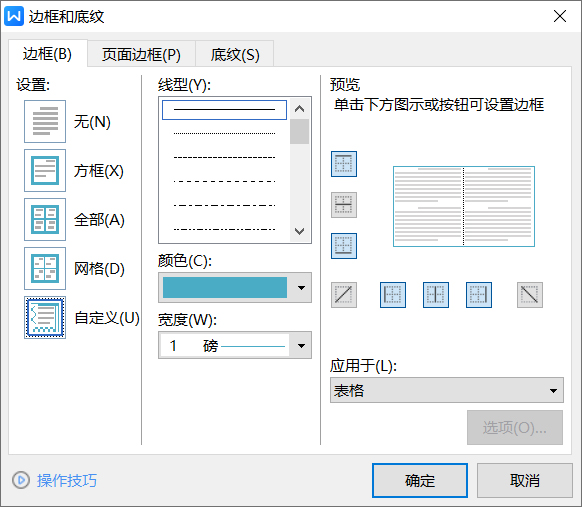 边框和底纹
边框(B)
页面边框(P)
底纹(S)
设置:
无(N)
方框(X)
全部(A)
网格(D)
自定义(U)
线型(Y):
颜色(C):
宽度(W):
1 磅
预览
单击下方图示或按钮可设置边框
应用于(L):
表格
选项(O)...
操作技巧
确定
取消